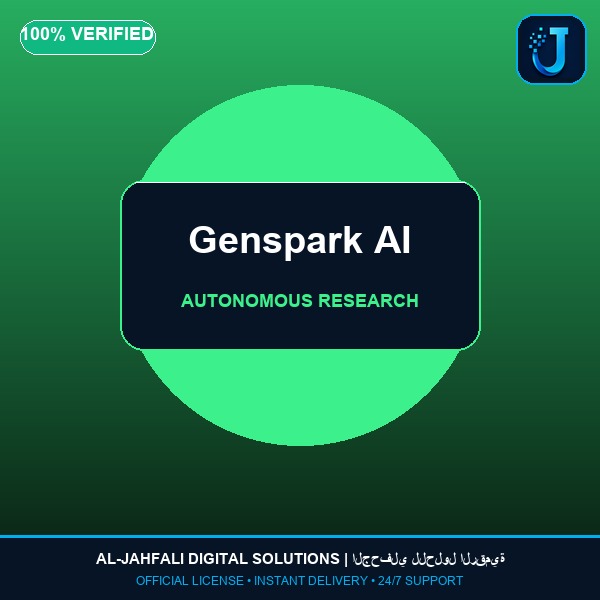 100% VERIFIED
Genspark AI
AUTONOMOUS RESEARCH
AL-JAHFALI DIGITAL SOLUTIONS | الجحفلي للحلول الرقمية
OFFICIAL LICENSE • INSTANT DELIVERY • 24/7 SUPPORT